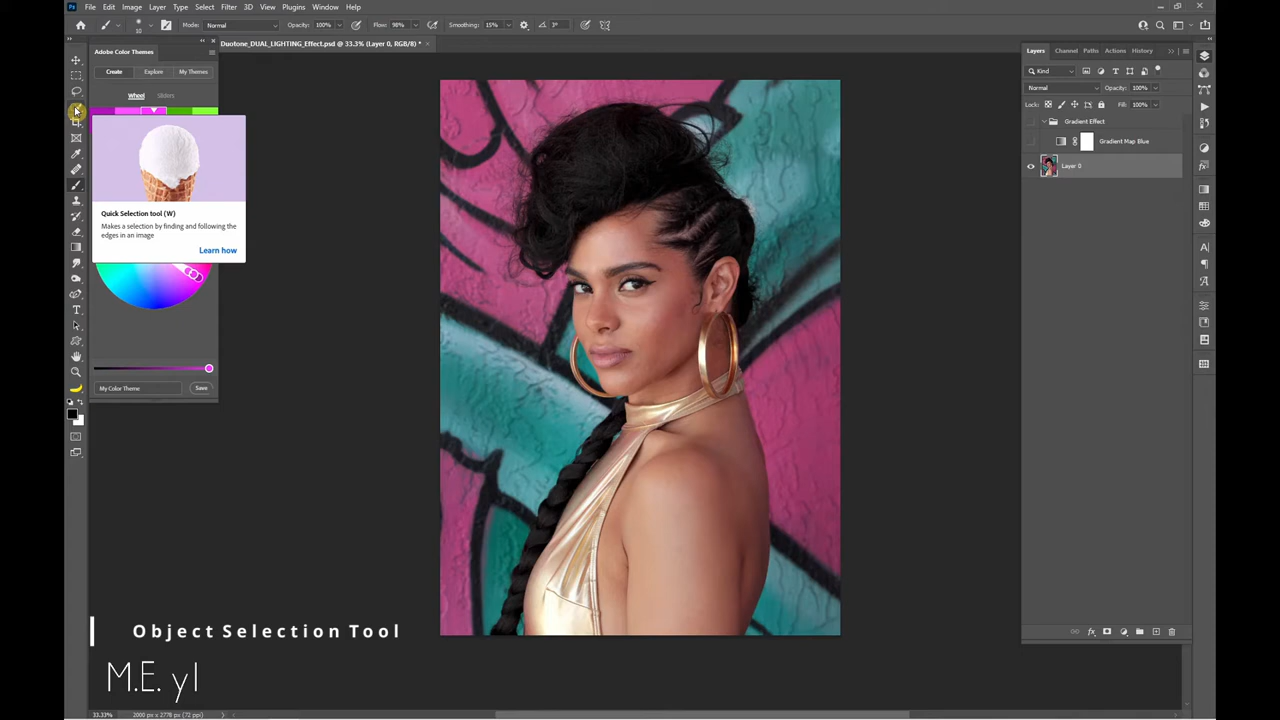 Ps File Edit Image Layer Type Select Filter 3D View Plugins Window Help
Mode: Normal Opacity: 100% Flow: 98% Smoothing: 15% 3°
Duotone_DUAL_LIGHTING_Effect.psd @ 33.3% (Layer 0, RGB/8) *
Adobe Color Themes
Create Explore My Themes
Wheel Sliders
Quick Selection tool (W)
Makes a selection by finding and following the
edges in an image
Learn how
My Color Theme Save
Layers Channel Paths Actions History
Kind
Normal Opacity: 100%
Lock: Fill: 100%
Gradient Effect
Gradient Map Blue
Layer 0
Object Selection Tool
M.E. yl
33.33% 2000 px x 2778 px (72 ppi)